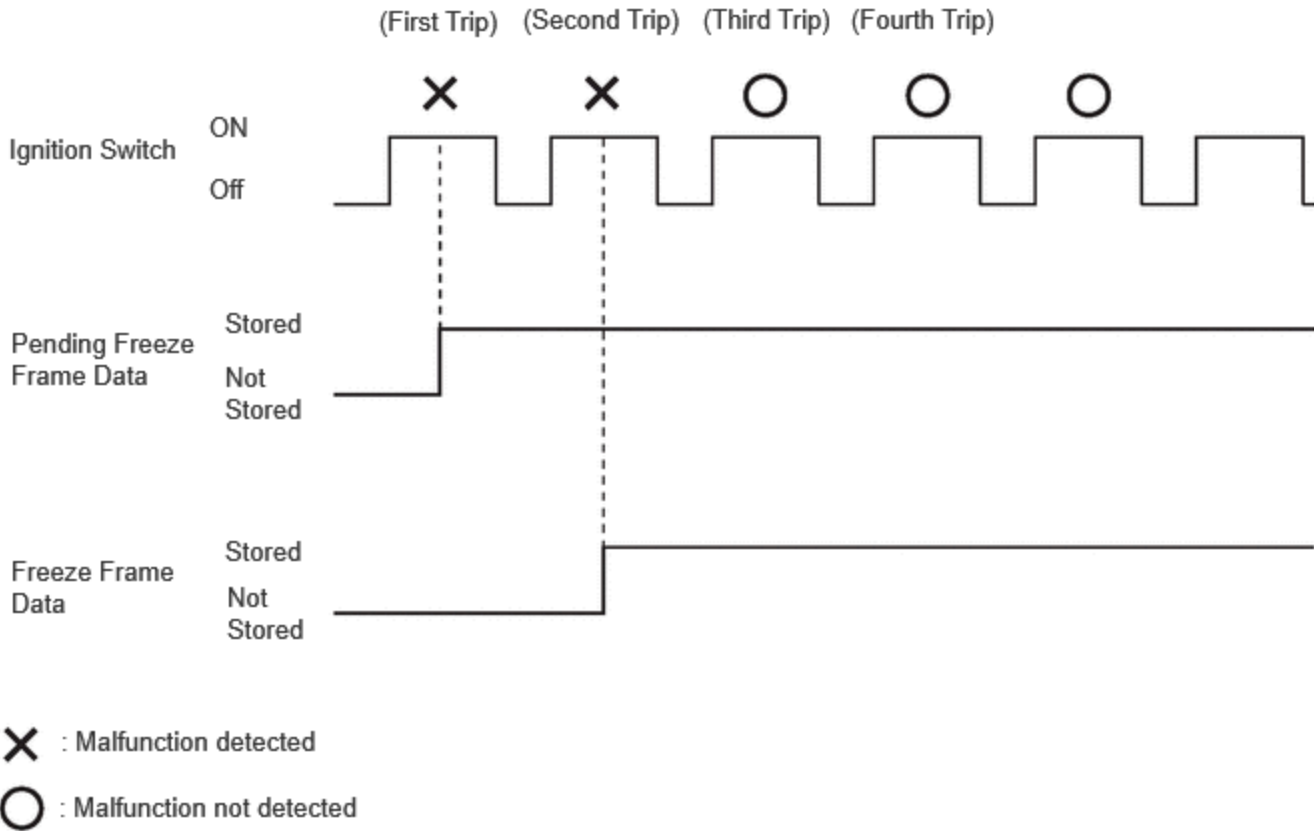 (First Trip) (Second Trip) (Third Trip) (Fourth Trip)
ON
Ignition Switch
Off
Stored
Pending Freeze
Frame Data
Not
Stored
Stored
Freeze Frame
Data
Not
Stored
: Malfunction detected
: Malfunction not detected